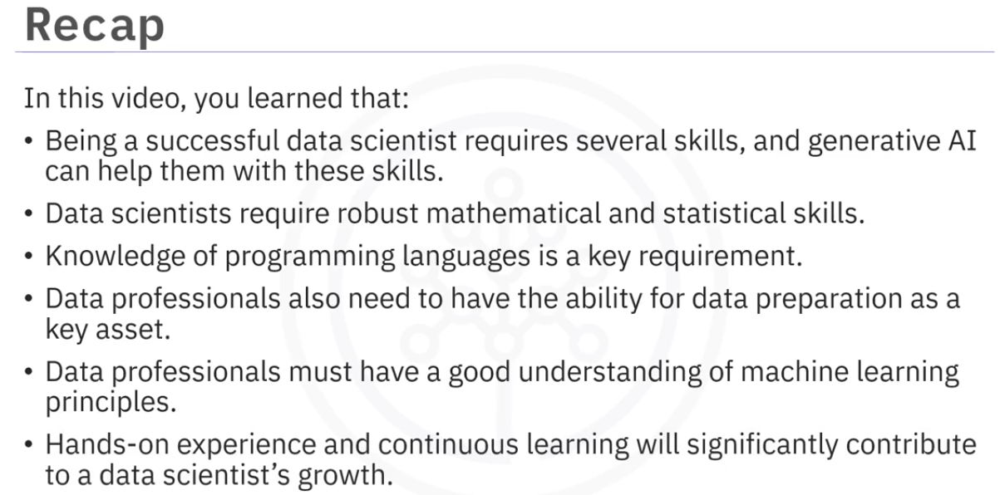 Recap
In this video, you learned that:
• Being a successful data scientist requires several skills, and generative AI
can help them with these skills.
• Data scientists require robust mathematical and statistical skills.
• Knowledge of programming languages is a key requirement.
• Data professionals also need to have the ability for data preparation as a
key asset.
• Data professionals must have a good understanding of machine learning
principles.
• Hands-on experience and continuous learning will significantly contribute
to a data scientist’s growth.